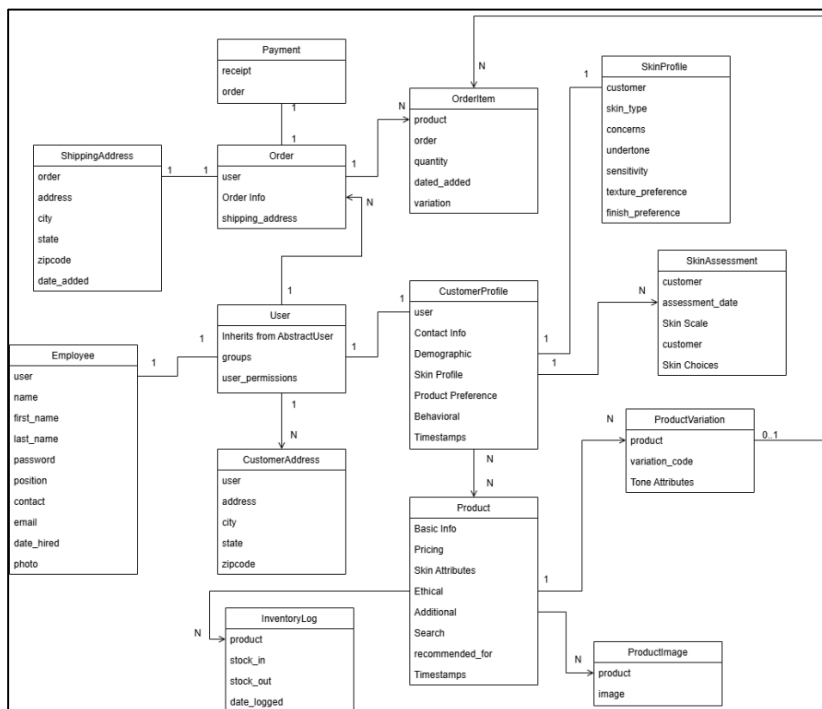 Payment
receipt
order
1
1
N
OrderItem
product
order
quantity
dated_added
variation
N
1
SkinProfile
customer
skin_type
concerns
undertone
sensitivity
texture_preference
finish_preference
1
ShippingAddress
order
address
city
state
zipcode
date_added
1
1
Order
user
Order Info
shipping_address
N
1
SkinAssessment
customer
assessment_date
Skin Scale
customer
Skin Choices
N
User
Inherits from AbstractUser
groups
user_permissions
1
1
1
1
CustomerProfile
user
Contact Info
Demographic
Skin Profile
Product Preference
Behavioral
Timestamps
1
1
1
Employee
user
name
first_name
last_name
password
position
contact
email
date_hired
photo
N
CustomerAddress
user
address
city
state
zipcode
N
N
N
ProductVariation
product
variation_code
Tone Attributes
0..1
Product
Basic Info
Pricing
Skin Attributes
Ethical
Additional
Search
recommended_for
Timestamps
1
N
InventoryLog
product
stock_in
stock_out
date_logged
N
ProductImage
product
image